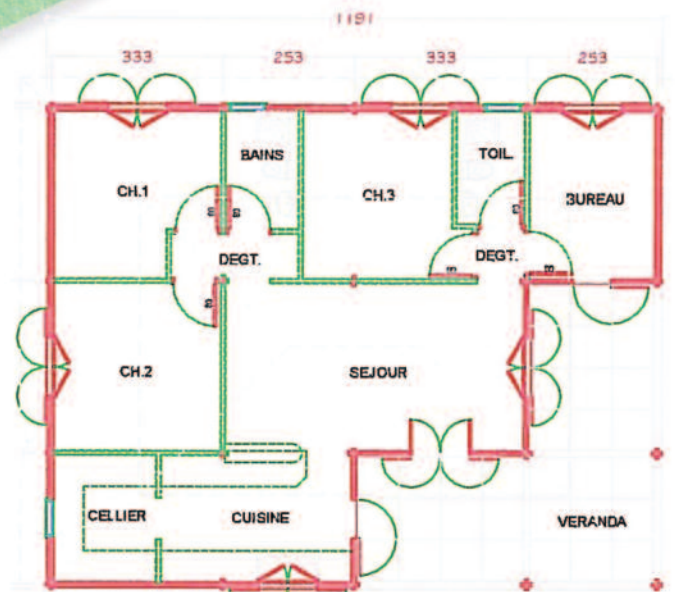 1191
333 253 333 253
BAINS
TOIL.
CH.1
CH.3
BUREAU
DEGT.
DEGT.
CH.2
SEJOUR
CELLIER
CUISINE
VERANDA